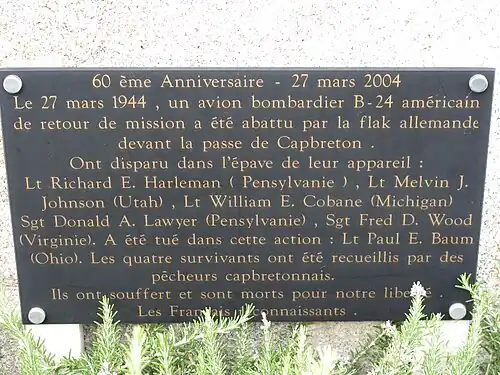 60 ème Anniversaire - 27 mars 2004
Le 27 mars 1944 , un avion bombardier B-24 américain
de retour de mission a été abattu par la flak allemande
devant la passe de Capbreton .
Ont disparu dans l'épave de leur appareil :
Lt Richard E. Harleman ( Pensylvanie ) , Lt Melvin J.
Johnson (Utah) , Lt William E. Cobane (Michigan)
Sgt Donald A. Lawyer (Pensylvanie) , Sgt Fred D. Wood
(Virginie). A été tué dans cette action : Lt Paul E. Baum
(Ohio). Les quatre survivants ont été recueillis par des
pêcheurs capbretonnais.
Ils ont souffert et sont morts pour notre liberté .
Les Français reconnaissants .